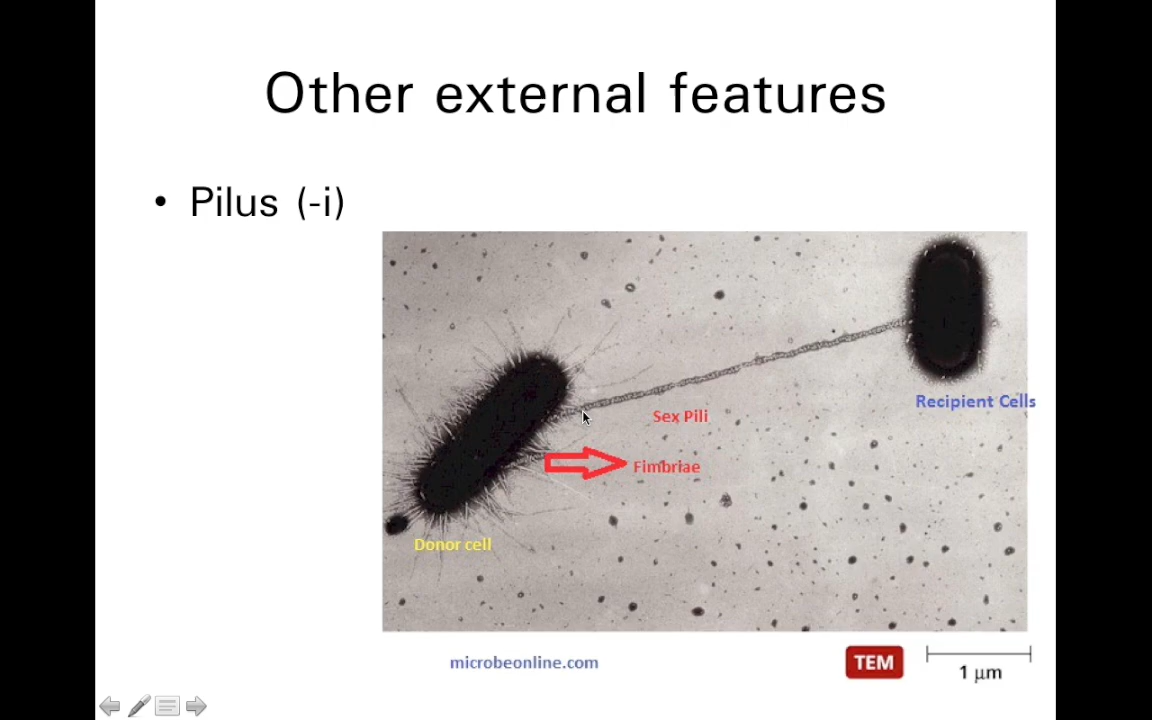 Other external features
• Pilus (-i)
Recipient Cells
Sex Pili
Fimbriae
Donor cell
microbeonline.com
TEM
1 µm